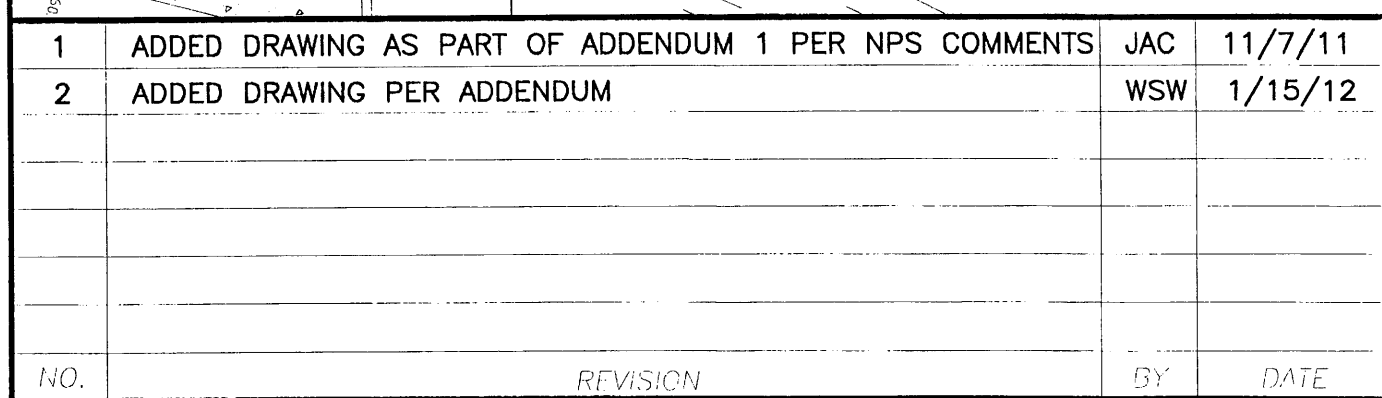 50.
1 ADDED DRAWING AS PART OF ADDENDUM 1 PER NPS COMMENTS JAC 11/7/11
2 ADDED DRAWING PER ADDENDUM WSW 1/15/12
NO. REVISION BY DATE